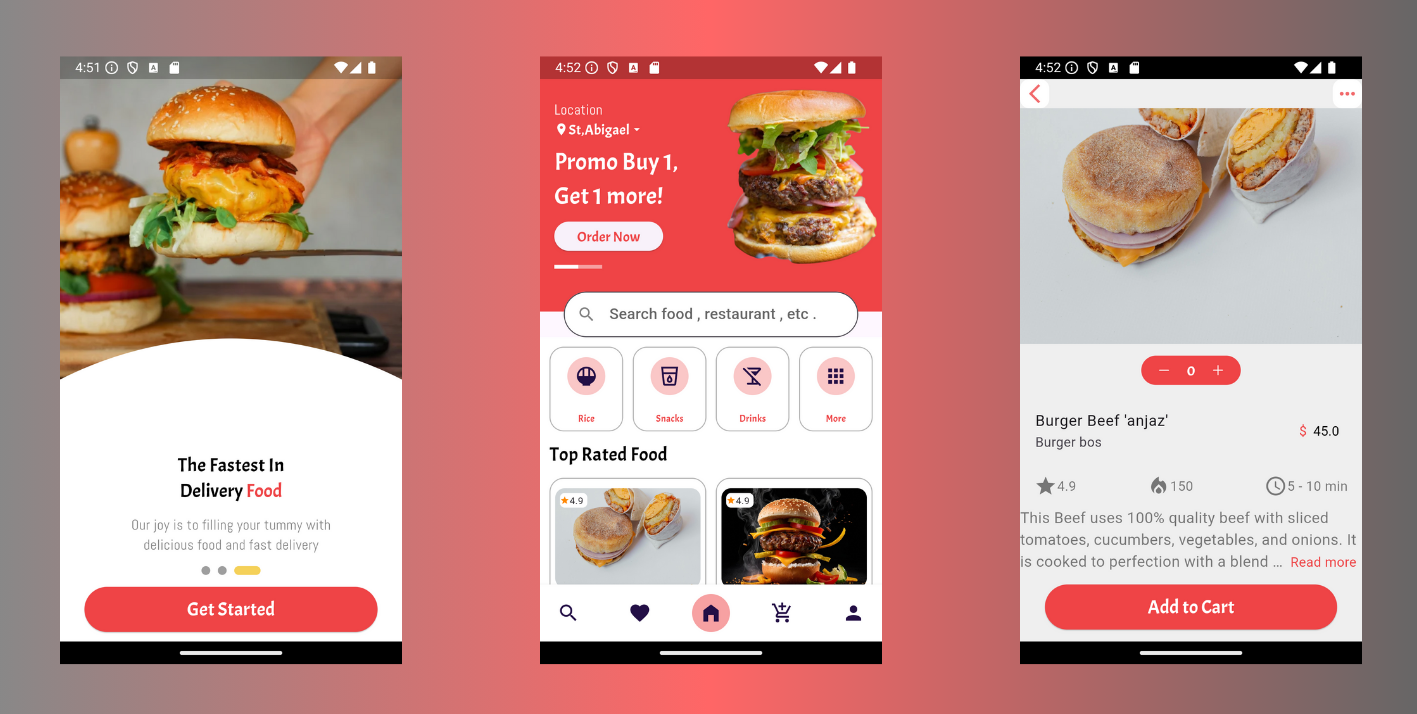 4:51
The Fastest In
Delivery Food
Our joy is to filling your tummy with
delicious food and fast delivery
Get Started
4:52
Location
St,Abigael
Promo Buy 1,
Get 1 more!
Order Now
Search food , restaurant , etc .
Rice
Snacks
Drinks
More
Top Rated Food
4.9
4.9
4:52
0
Burger Beef 'anjaz'
$ 45.0
Burger bos
4.9
150
5 - 10 min
This Beef uses 100% quality beef with sliced
tomatoes, cucumbers, vegetables, and onions. It
is cooked to perfection with a blend ... Read more
Add to Cart